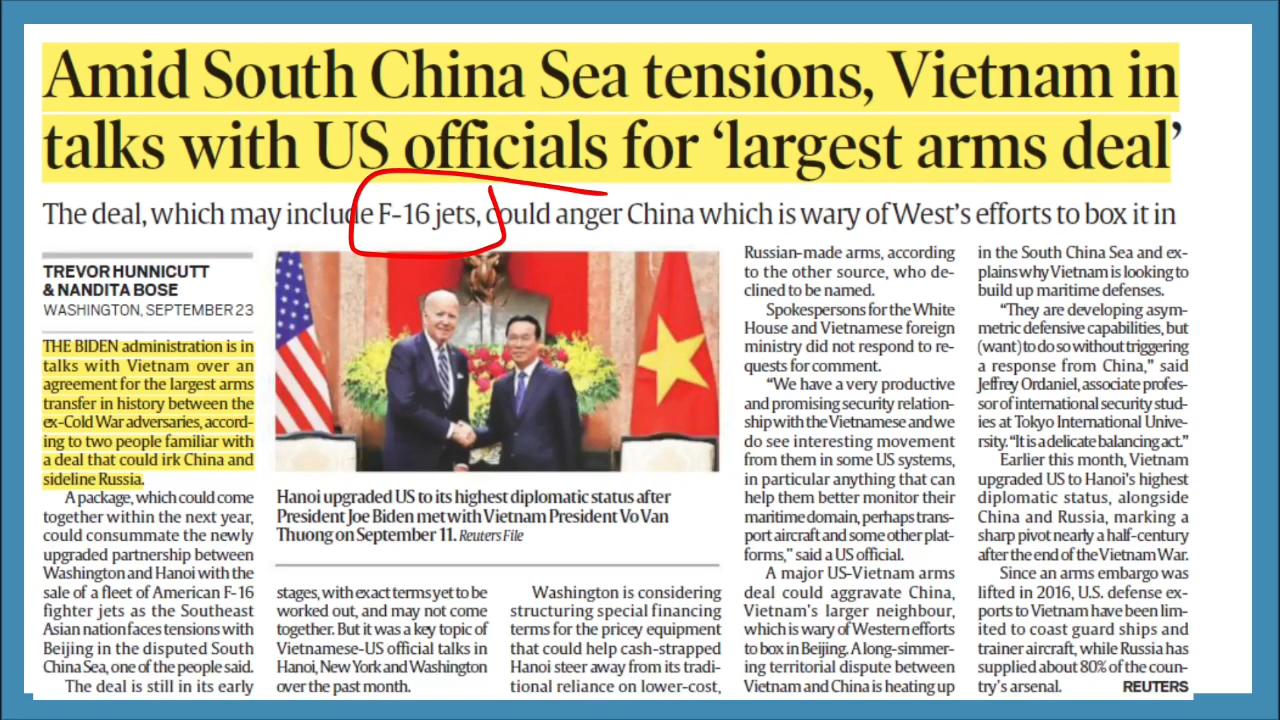 Amid South China Sea tensions, Vietnam in
talks with US officials for ‘largest arms deal’
The deal, which may include F-16 jets, could anger China which is wary of West’s efforts to box it in
TREVOR HUNNICUTT
& NANDITA BOSE
WASHINGTON, SEPTEMBER 23
THE BIDEN administration is in
talks with Vietnam over an
agreement for the largest arms
transfer in history between the
ex-Cold War adversaries, accord-
ing to two people familiar with
a deal that could irk China and
sideline Russia.
A package, which could come
together within the next year,
could consummate the newly
upgraded partnership between
Washington and Hanoi with the
sale of a fleet of American F-16
fighter jets as the Southeast
Asian nation faces tensions with
Beijing in the disputed South
China Sea, one of the people said.
The deal is still in its early
Hanoi upgraded US to its highest diplomatic status after
President Joe Biden met with Vietnam President Vo Van
Thuong on September 11. Reuters File
stages, with exact terms yet to be
worked out, and may not come
together. But it was a key topic of
Vietnamese-US official talks in
Hanoi, New York and Washington
over the past month.
Washington is considering
structuring special financing
terms for the pricey equipment
that could help cash-strapped
Hanoi steer away from its tradi-
tional reliance on lower-cost,
Russian-made arms, according
to the other source, who de-
clined to be named.
Spokespersons for the White
House and Vietnamese foreign
ministry did not respond to re-
quests for comment.
“We have a very productive
and promising security relation-
ship with the Vietnamese and we
do see interesting movement
from them in some US systems,
in particular anything that can
help them better monitor their
maritime domain, perhaps trans-
port aircraft and some other plat-
forms,” said a US official.
A major US-Vietnam arms
deal could aggravate China,
Vietnam's larger neighbour,
which is wary of Western efforts
to box in Beijing. A long-simmer-
ing territorial dispute between
Vietnam and China is heating up
in the South China Sea and ex-
plains why Vietnam is looking to
build up maritime defenses.
“They are developing asym-
metric defensive capabilities, but
(want) to do so without triggering
a response from China,” said
Jeffrey Ordaniel, associate profes-
sor of international security stud-
ies at Tokyo International Unive-
rsity. “It is a delicate balancing act.”
Earlier this month, Vietnam
upgraded US to Hanoi's highest
diplomatic status, alongside
China and Russia, marking a
sharp pivot nearly a half-century
after the end of the Vietnam War.
Since an arms embargo was
lifted in 2016, U.S. defense ex-
ports to Vietnam have been lim-
ited to coast guard ships and
trainer aircraft, while Russia has
supplied about 80% of the coun-
try's arsenal. REUTERS